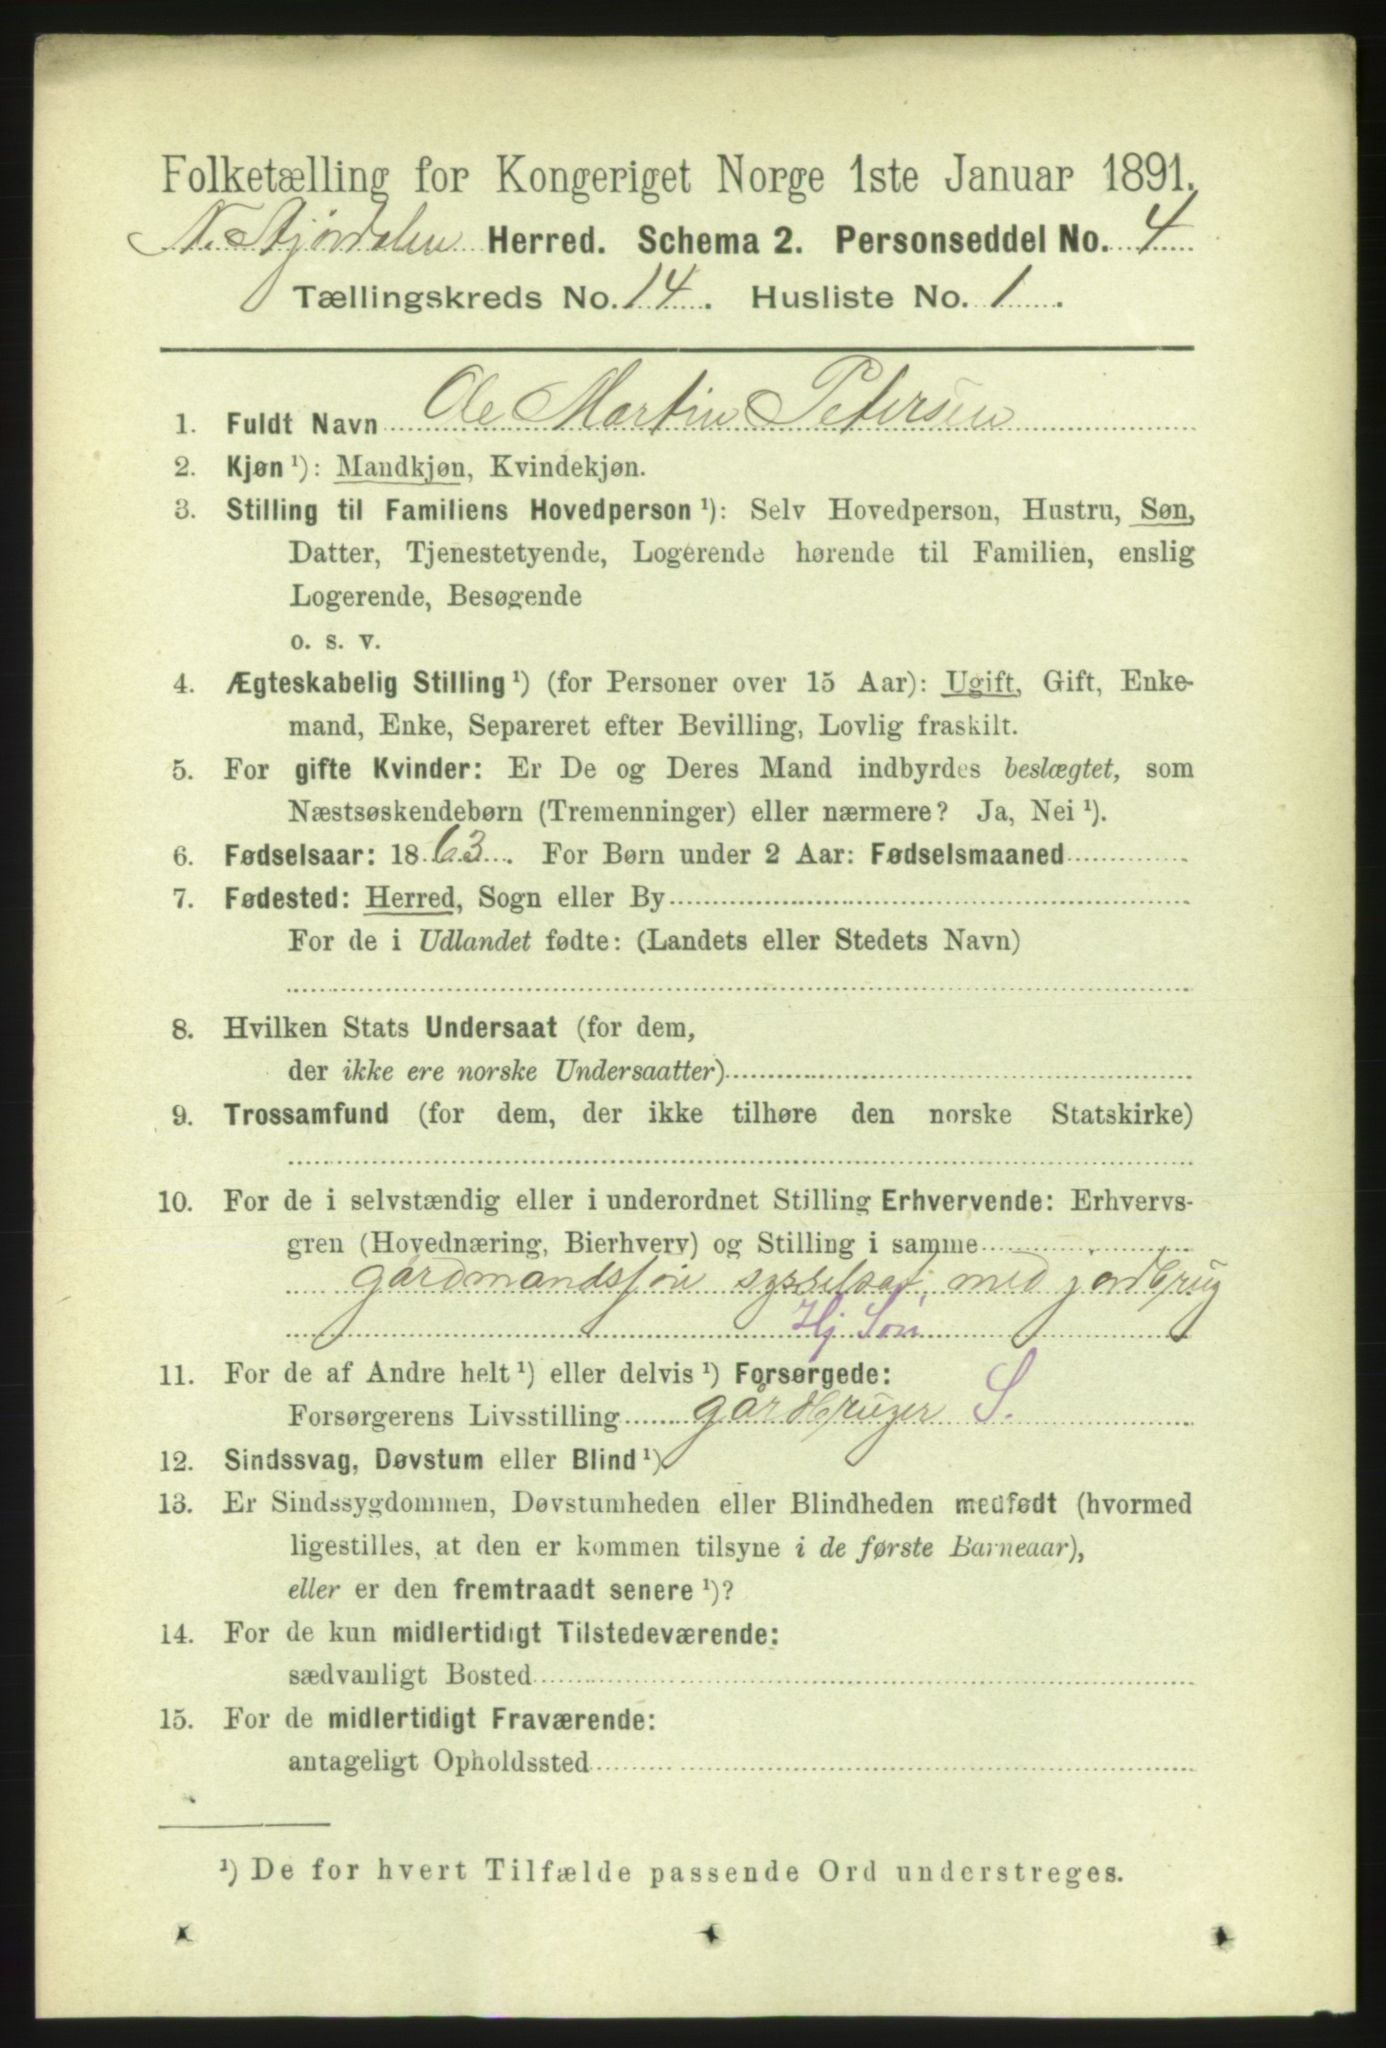 Folketælling for Kongeriget Norge 1ste Januar 1891.
N. Stjørdalen Herred. Schema 2. Personseddel No. 4
Tællingskreds No. 14. Husliste No. 1.
1. Fuldt Navn Ole Martin Petersen
2. Kjøn ¹): Mandkjøn, Kvindekjøn.
3. Stilling til Familiens Hovedperson ¹): Selv Hovedperson, Hustru, Søn,
Datter, Tjenestetyende, Logerende hørende til Familien, enslig
Logerende, Besøgende
o. s. v.
4. Ægteskabelig Stilling ¹) (for Personer over 15 Aar): Ugift, Gift, Enke-
mand, Enke, Separeret efter Bevilling, Lovlig fraskilt.
5. For gifte Kvinder: Er De og Deres Mand indbyrdes beslægtet, som
Næstsøskendebørn (Tremenninger) eller nærmere? Ja, Nei ¹).
6. Fødselsaar: 1863. For Børn under 2 Aar: Fødselsmaaned
7. Fødested: Herred, Sogn eller By
For de i Udlandet fødte: (Landets eller Stedets Navn)
8. Hvilken Stats Undersaat (for dem,
der ikke ere norske Undersaatter)
9. Trossamfund (for dem, der ikke tilhøre den norske Statskirke)
10. For de i selvstændig eller i underordnet Stilling Erhvervende: Erhvervs-
gren (Hovednæring, Bierhverv) og Stilling i samme
gårdmandssøn sysselsat med jordbrug
Hj Søn
11. For de af Andre helt ¹) eller delvis ¹) Forsørgede:
Forsørgerens Livsstilling gårdbruger S.
12. Sindssvag, Døvstum eller Blind ¹).
13. Er Sindssygdommen, Døvstumheden eller Blindheden medfødt (hvormed
ligestilles, at den er kommen tilsyne i de første Barneaar),
eller er den fremtraadt senere ¹)?
14. For de kun midlertidigt Tilstedeværende:
sædvanligt Bosted
15. For de midlertidigt Fraværende:
antageligt Opholdssted
¹) De for hvert Tilfælde passende Ord understreges.